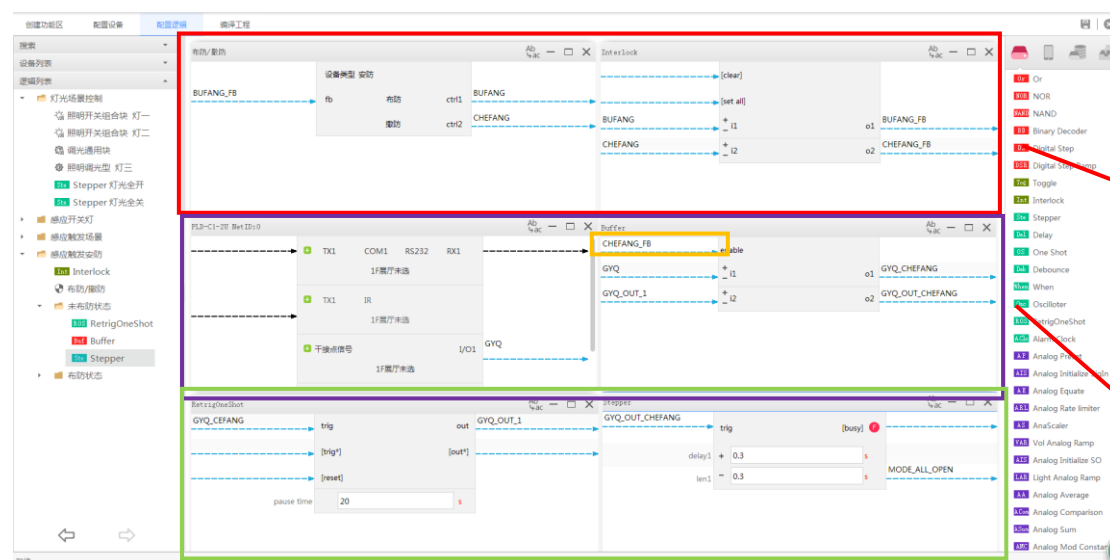 创建功能区 配置设备 配置逻辑 编译工程
搜索
设备列表
逻辑列表
灯光场景控制
照明开关组合块 灯一
照明开关组合块 灯二
调光通用块
照明调光型 灯三
Stepper 灯光全开
Stepper 灯光全关
感应开关灯
感应触发场景
感应触发安防
Interlock
布防/撤防
未布防状态
RetrigOneShot
Buffer
Stepper
布防状态
布防/撤防
设备类型 安防
BUFANG_FB fb 布防 ctrl1 BUFANG
撤防 ctrl2 CHEFANG
Interlock
[clear]
[set all]
BUFANG i1 o1 BUFANG_FB
CHEFANG i2 o2 CHEFANG_FB
PLB-C1-2U NetID:0
TX1 COM1 RS232 RX1
1F展厅未选
TX1 IR
1F展厅未选
干接点信号 I/O1 GYQ
1F展厅未选
Buffer
CHEFANG_FB enable
GYQ i1 o1 GYQ_CHEFANG
GYQ_OUT_1 i2 o2 GYQ_OUT_CHEFANG
RetrigOneShot
GYQ_CEFANG trig out GYQ_OUT_1
[trig*] [out*]
[reset]
pause time 20 s
Stepper
GYQ_OUT_CHEFANG trig [busy]
delay1 + 0.3 s
len1 - 0.3 s MODE_ALL_OPEN
Or
NOR
NAND
Binary Decoder
Digital Step
Digital Step Ramp
Toggle
Interlock
Stepper
Delay
One Shot
Debounce
When
Oscilloter
RetrigOneShot
Alarm Clock
Analog Preset
Analog Equate
Analog Rate limiter
AnaScaler
Vol Analog Ramp
Analog Initialize SO
Light Analog Ramp
Analog Average
Analog Comparison
Analog Sum